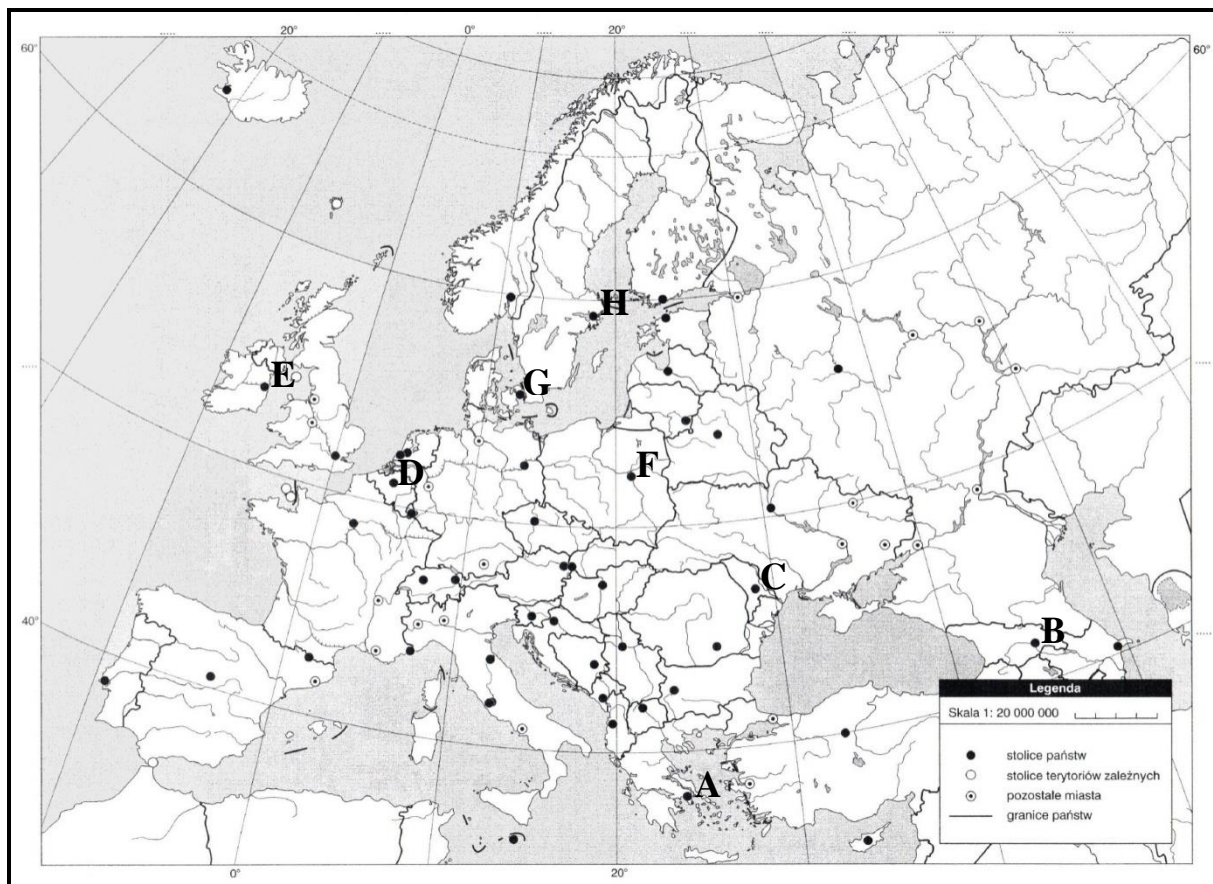 20° 0° 20°
60° 60°
H
E
G
D
F
C
40°
B
Legenda
Skala 1: 20 000 000
stolice państw
stolice terytoriów zależnych
pozostałe miasta
granice państw
A
0° 20°